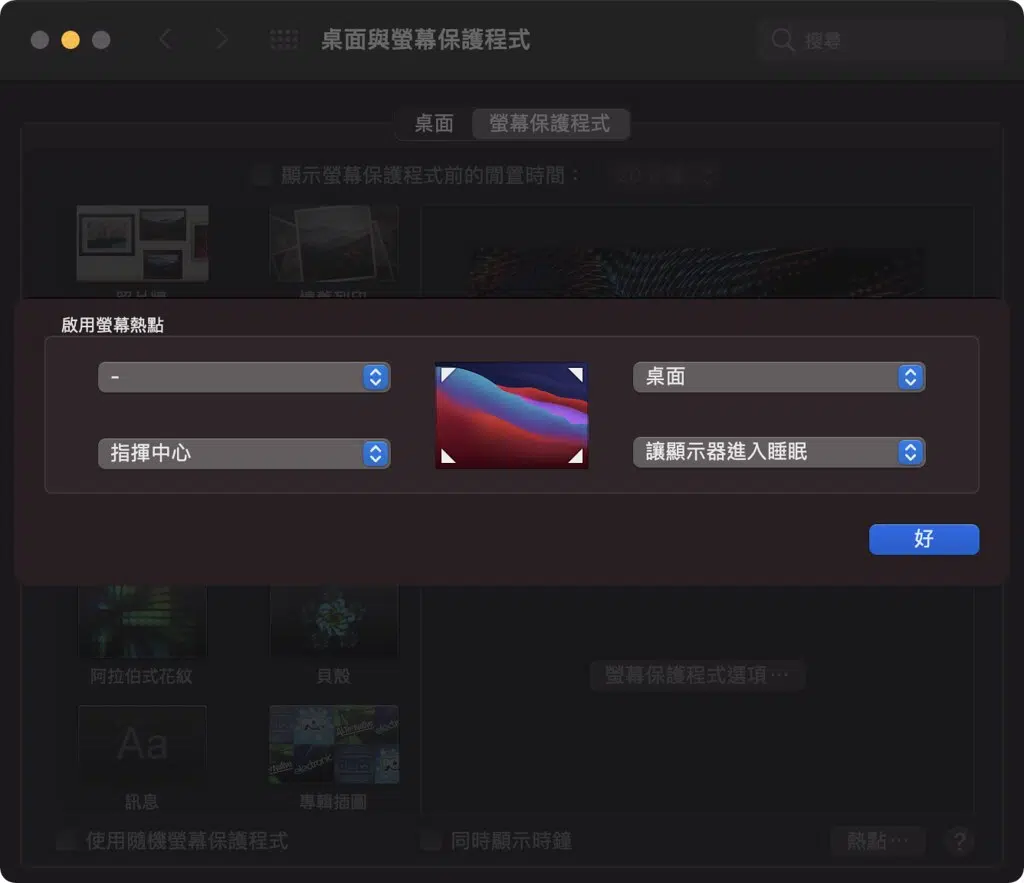 桌面與螢幕保護程式
搜尋
桌面
螢幕保護程式
顯示螢幕保護程式前的閒置時間：
啟用螢幕熱點
-
桌面
指揮中心
讓顯示器進入睡眠
好
阿拉伯式花紋
貝殼
螢幕保護程式選項⋯
Aa
訊息
專輯插圖
使用隨機螢幕保護程式
同時顯示時鐘
熱點⋯
?